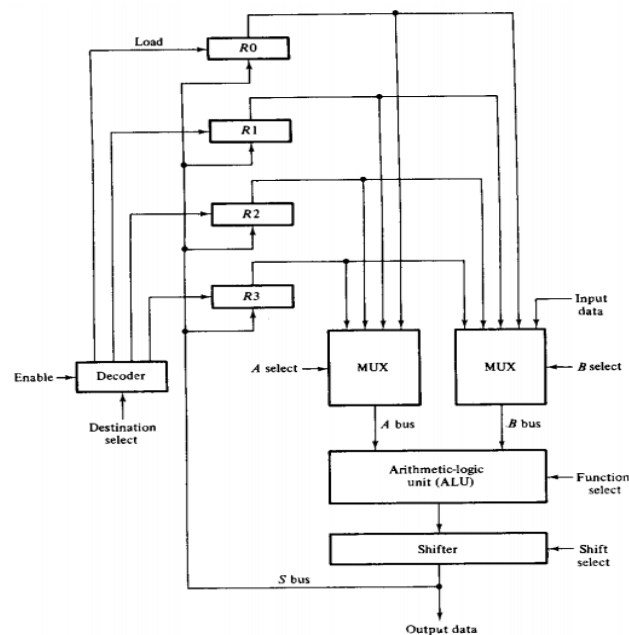 Load
R0
R1
R2
R3
Input
data
A select
MUX
MUX
B select
Enable
Decoder
Destination
select
A bus
B bus
Arithmetic-logic
unit (ALU)
Function
select
Shifter
Shift
select
S bus
Output data